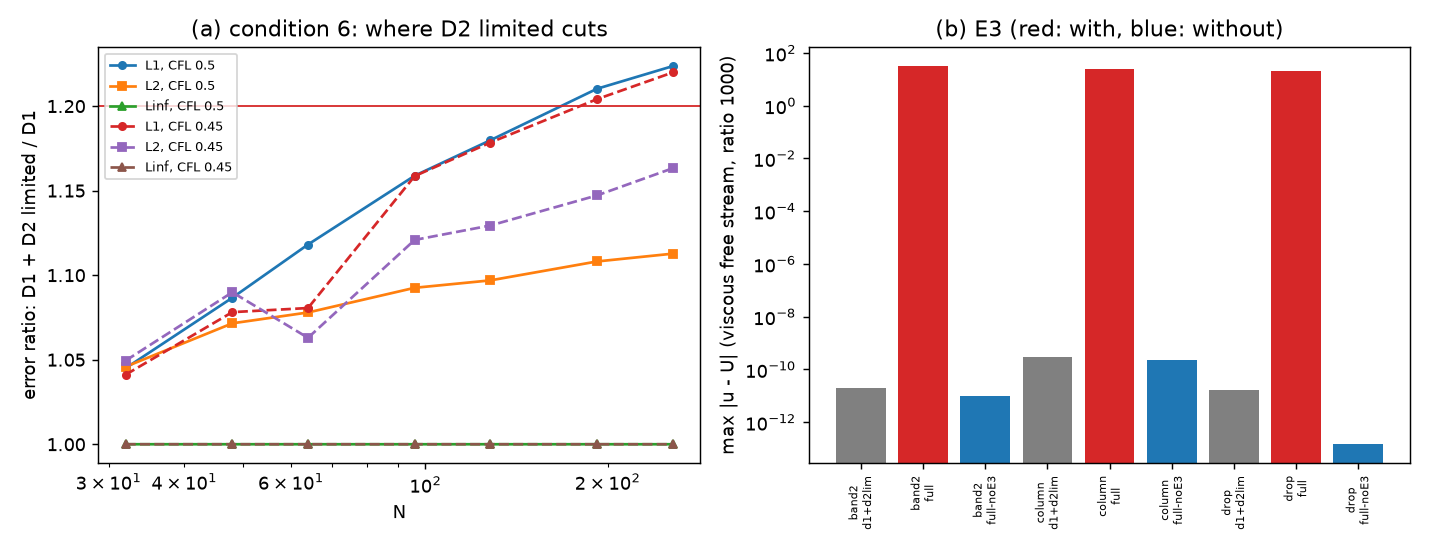 (a) condition 6: where D2 limited cuts
error ratio: D1 + D2 limited / D1
1.20
1.15
1.10
1.05
1.00
L1, CFL 0.5
L2, CFL 0.5
Linf, CFL 0.5
L1, CFL 0.45
L2, CFL 0.45
Linf, CFL 0.45
3 × 10¹ 4 × 10¹ 6 × 10¹ 10² 2 × 10²
N
(b) E3 (red: with, blue: without)
max |u - U| (viscous free stream, ratio 1000)
10²
10⁰
10⁻²
10⁻⁴
10⁻⁶
10⁻⁸
10⁻¹⁰
10⁻¹²
band2
d1+d2lim
band2
full
band2
full-noE3
column
d1+d2lim
column
full
column
full-noE3
drop
d1+d2lim
drop
full
drop
full-noE3